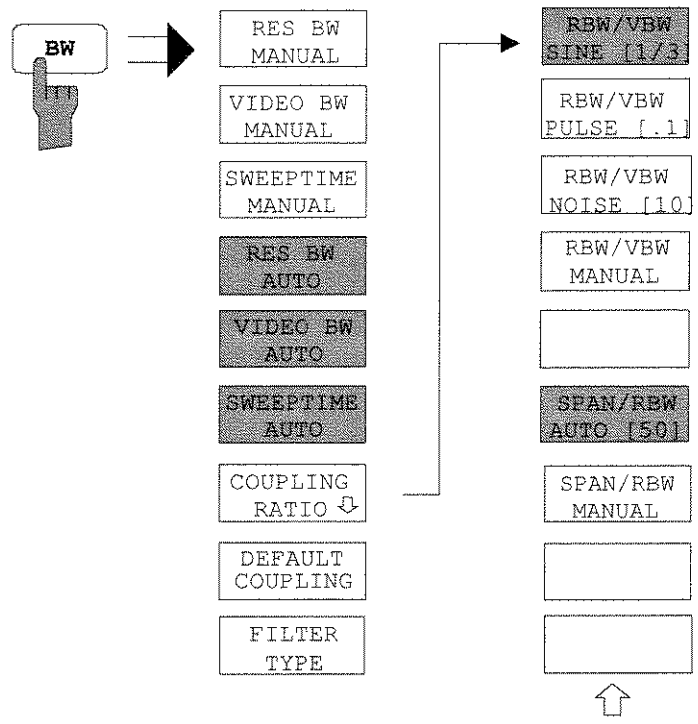 BW
RES BW
MANUAL
VIDEO BW
MANUAL
SWEEPTIME
MANUAL
RES BW
AUTO
VIDEO BW
AUTO
SWEEPTIME
AUTO
COUPLING
RATIO ⇩
DEFAULT
COUPLING
FILTER
TYPE
RBW/VBW
SINE [1/3]
RBW/VBW
PULSE [.1]
RBW/VBW
NOISE [10]
RBW/VBW
MANUAL
SPAN/RBW
AUTO [50]
SPAN/RBW
MANUAL